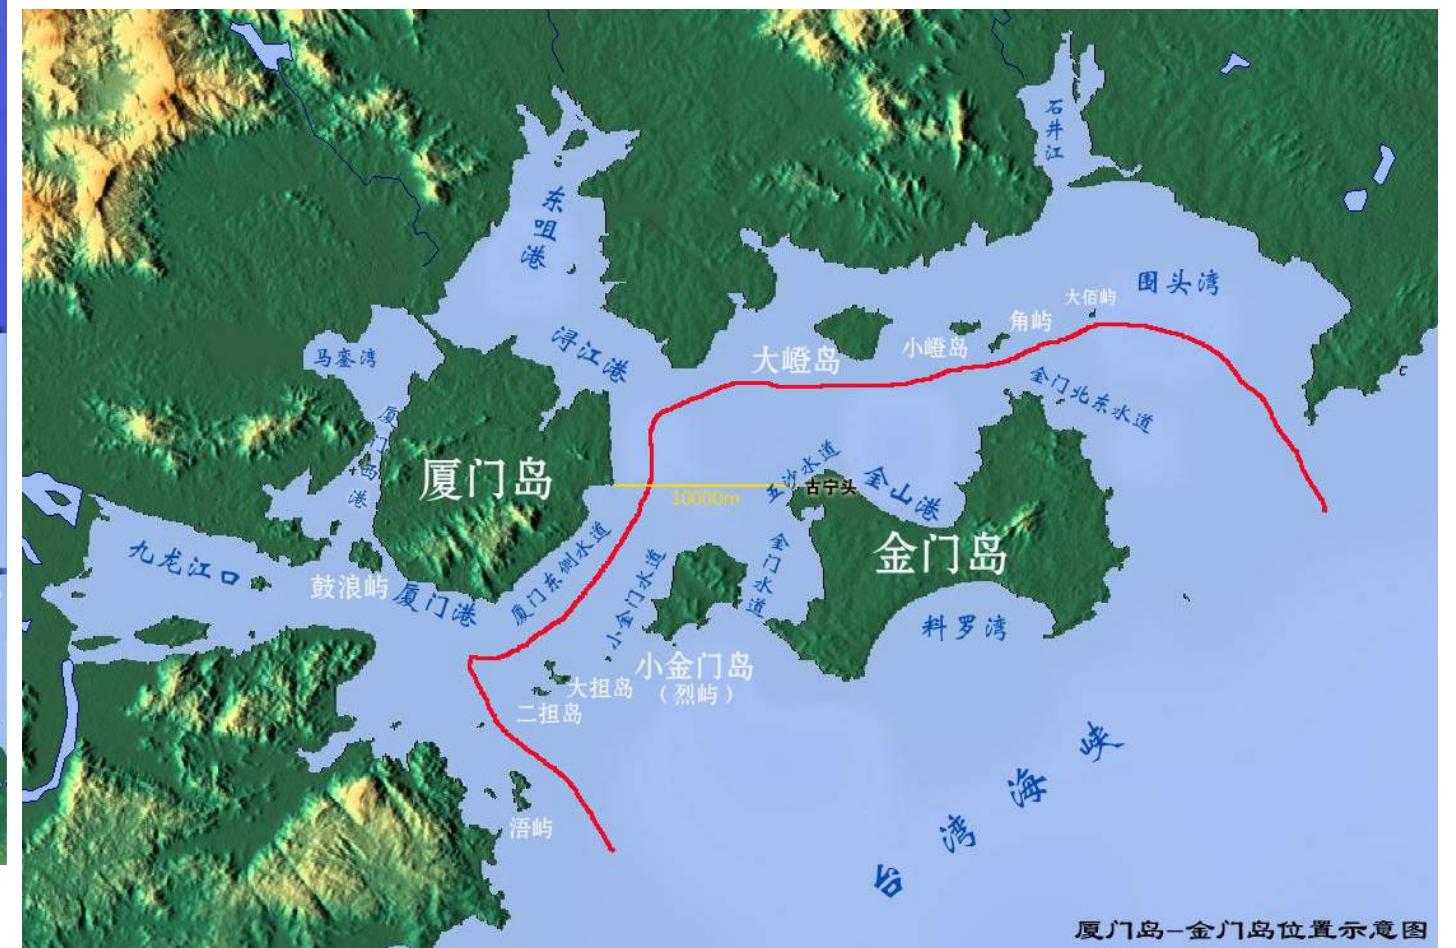 石井江
东咀港
围头湾
大佰屿
角屿
浔江港
小嶝岛
大嶝岛
马銮湾
金门北东水道
厦门西港
厦门岛
五沙水道
金山港
古宁头
10000m
金门岛
九龙江口
鼓浪屿
厦门港
厦门东侧水道
小金门水道
金门水道
料罗湾
小金门岛
（烈屿）
大担岛
二担岛
浯屿
台湾海峡
厦门岛-金门岛位置示意图